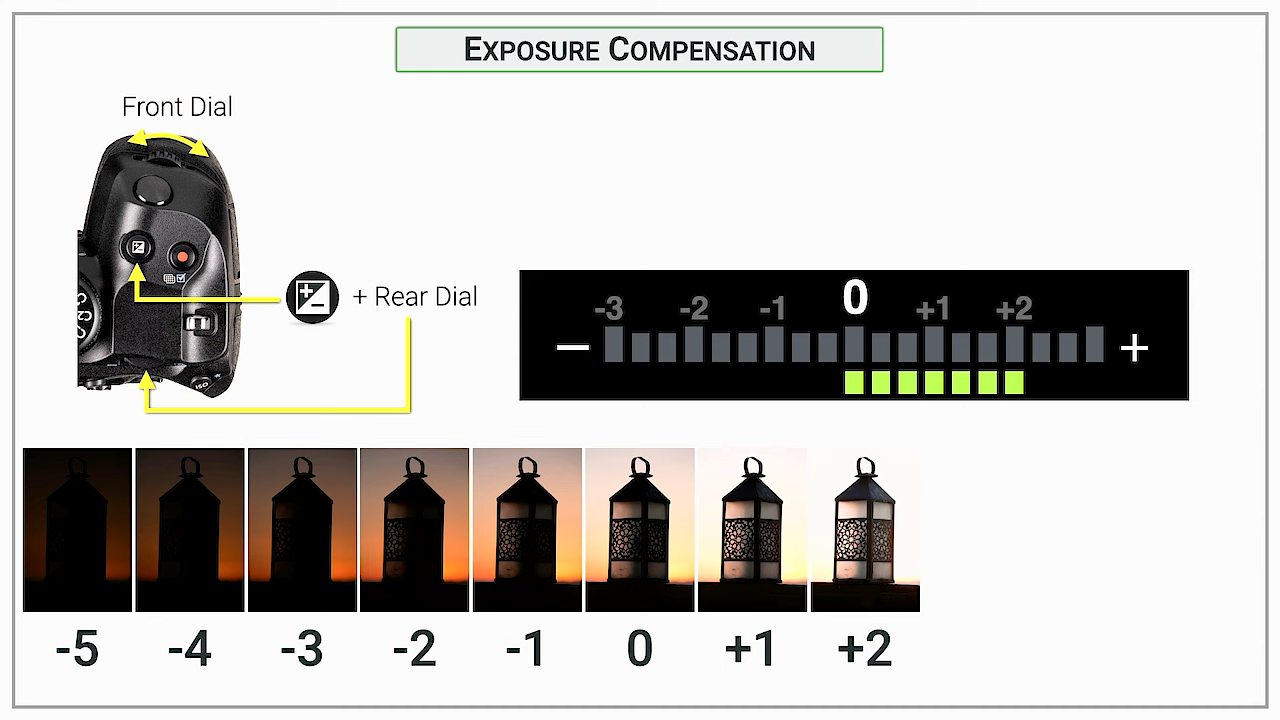 EXPOSURE COMPENSATION
Front Dial
+ Rear Dial
ISO
-3 -2 -1 0 +1 +2
− +
-5 -4 -3 -2 -1 0 +1 +2